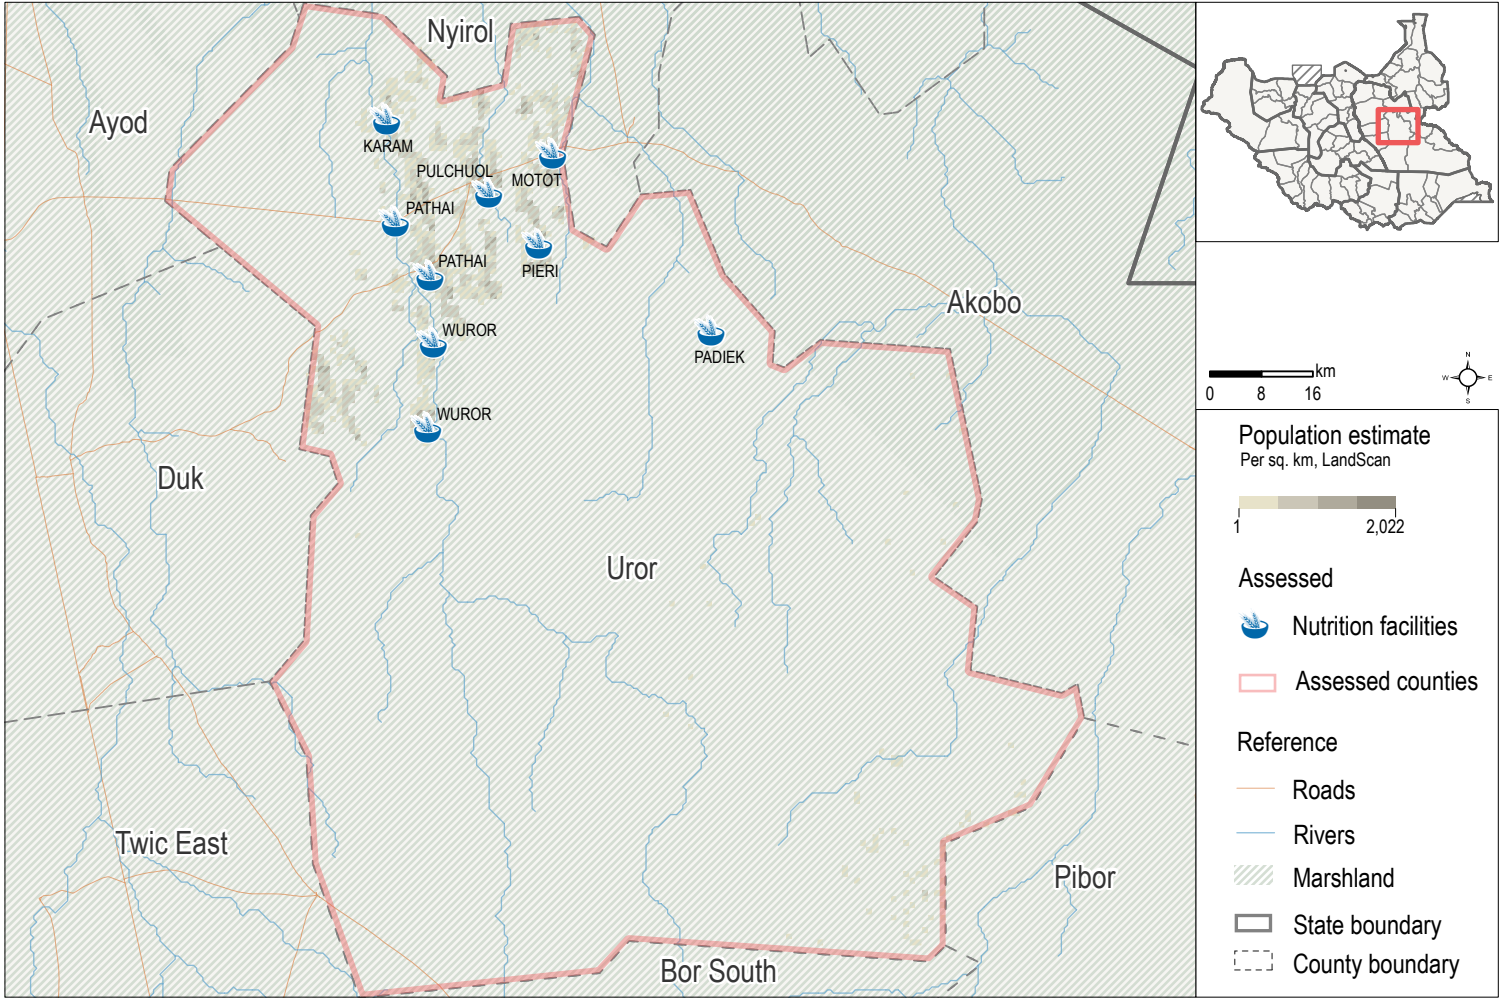 Nyirol
Ayod
KARAM
PULCHUOL
MOTOT
PATHAI
PATHAI
PIERI
Akobo
WUROR
PADIEK
WUROR
Duk
Uror
Twic East
Pibor
Bor South
km
0 8 16
N
W E
S
Population estimate
Per sq. km, LandScan
1 2,022
Assessed
Nutrition facilities
Assessed counties
Reference
Roads
Rivers
Marshland
State boundary
County boundary